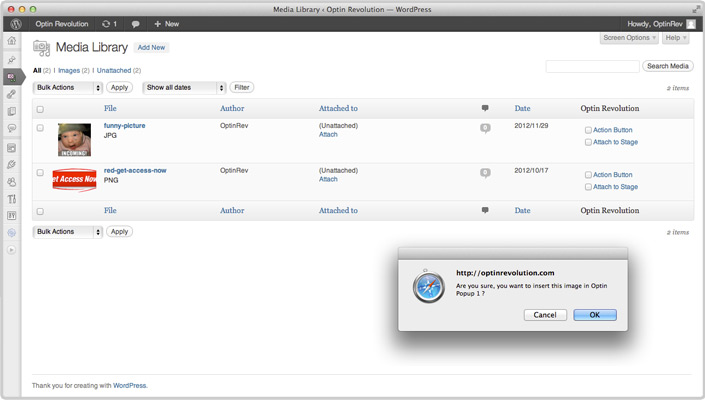 Media Library ‹ Optin Revolution — WordPress
Optin Revolution 1 + New Howdy, OptinRev
Screen Options Help
Media Library Add New
All (2) | Images (2) | Unattached (2)
Search Media
Bulk Actions Apply Show all dates Filter 2 items
File Author Attached to Date Optin Revolution
funny-picture OptinRev (Unattached) 0 2012/11/29 Action Button
JPG Attach Attach to Stage
INCOMING!
red-get-access-now OptinRev (Unattached) 0 2012/10/17 Action Button
PNG Attach Attach to Stage
et Access Now
File Author Attached to Date Optin Revolution
Bulk Actions Apply 2 items
http://optinrevolution.com
Are you sure, you want to insert this image in Optin
Popup 1 ?
Cancel OK
Thank you for creating with WordPress.